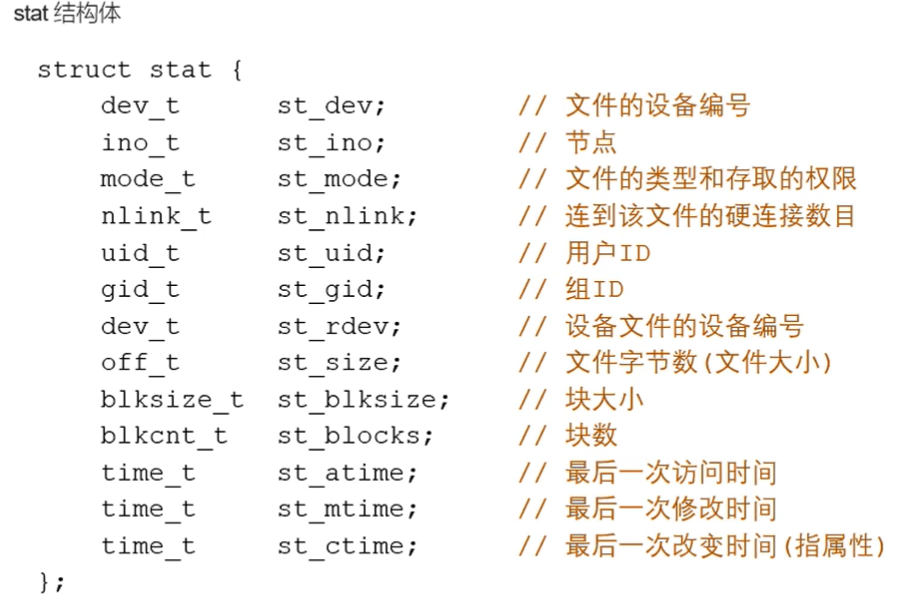 stat 结构体
struct stat {
dev_t st_dev; // 文件的设备编号
ino_t st_ino; // 节点
mode_t st_mode; // 文件的类型和存取的权限
nlink_t st_nlink; // 连到该文件的硬连接数目
uid_t st_uid; // 用户ID
gid_t st_gid; // 组ID
dev_t st_rdev; // 设备文件的设备编号
off_t st_size; // 文件字节数(文件大小)
blksize_t st_blksize; // 块大小
blkcnt_t st_blocks; // 块数
time_t st_atime; // 最后一次访问时间
time_t st_mtime; // 最后一次修改时间
time_t st_ctime; // 最后一次改变时间(指属性)
};